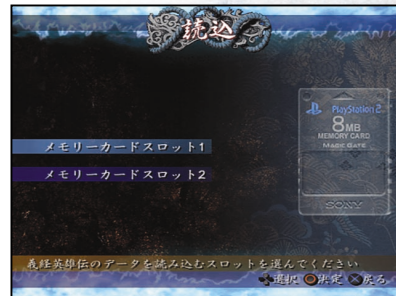 読込
PlayStation 2
8MB
MEMORY CARD
MAGIC GATE
SONY
メモリーカードスロット1
メモリーカードスロット2
義経英雄伝のデータを読み込むスロットを選んでください
選択 決定 戻る